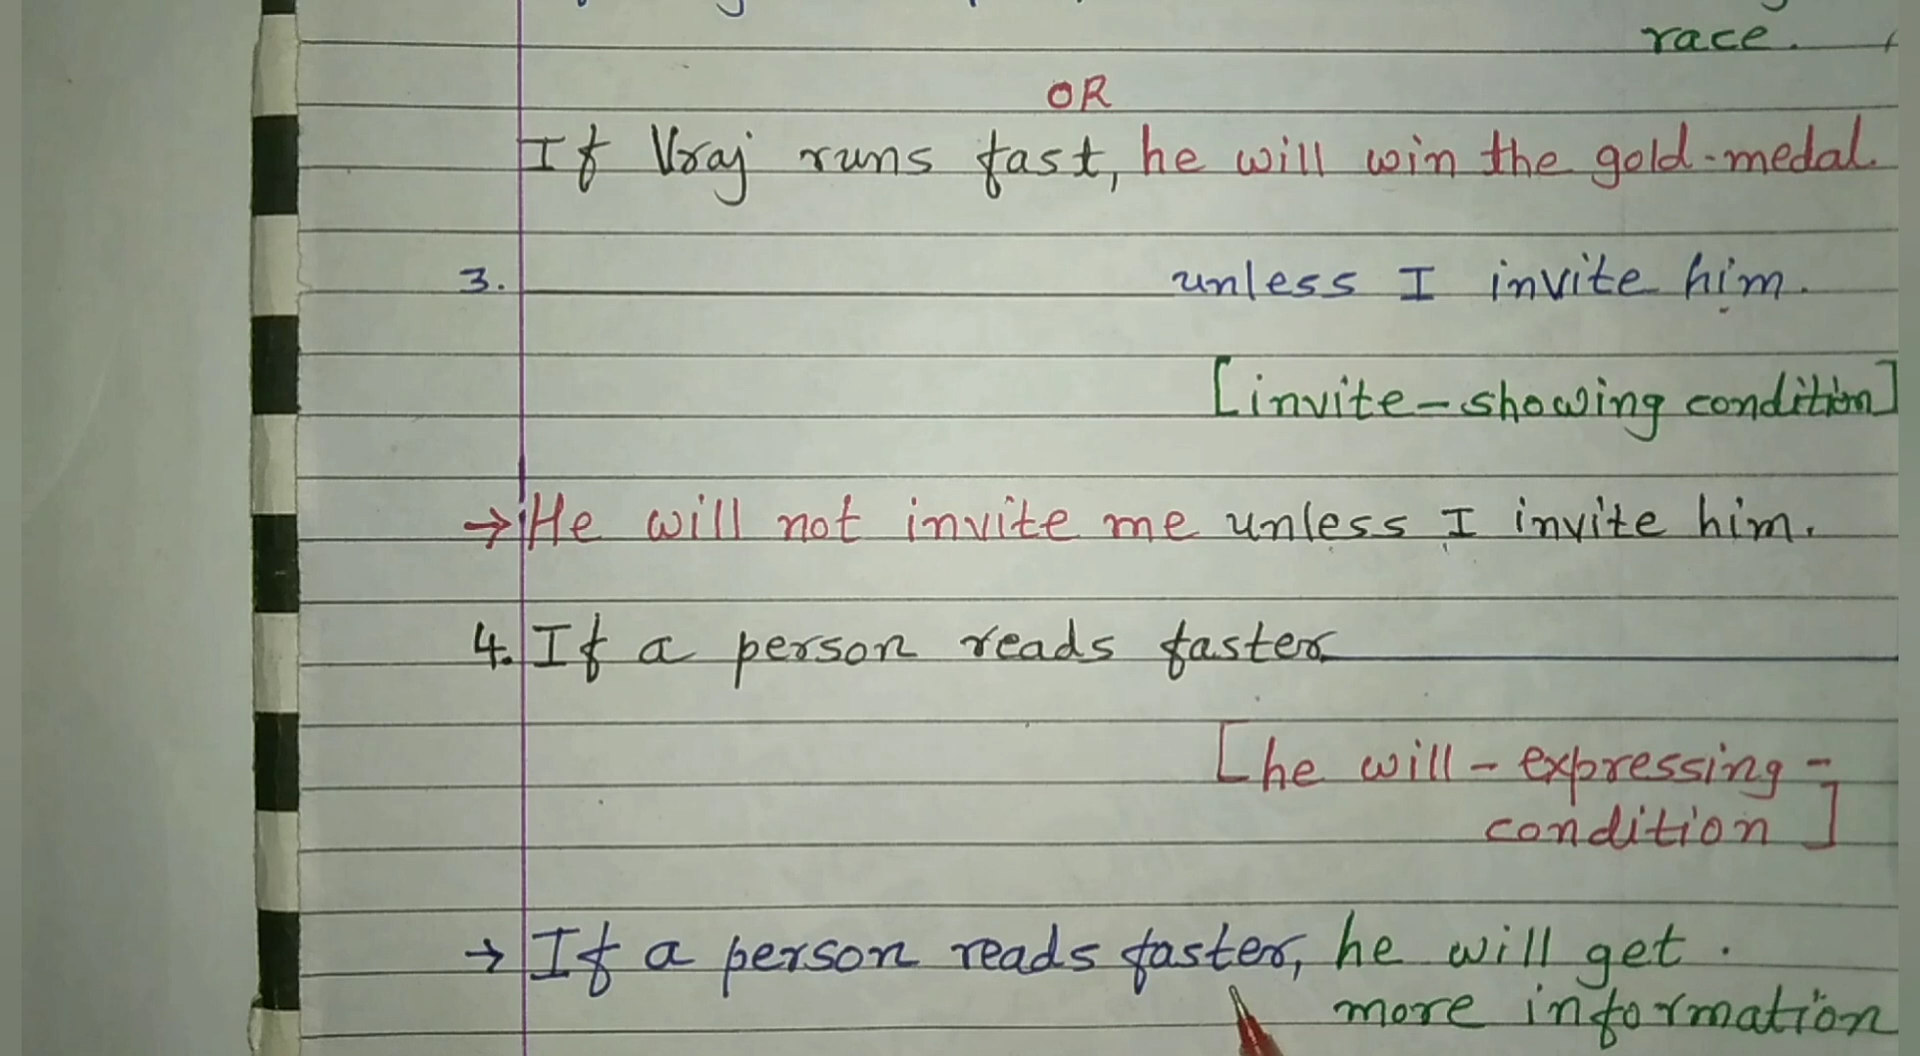 race.
OR
If Vraj runs fast, he will win the gold-medal.
3. unless I invite him.
[invite-showing condition]
→ He will not invite me unless I invite him.
4. If a person reads faster
[he will - expressing -
condition]
→ If a person reads faster, he will get .
more information